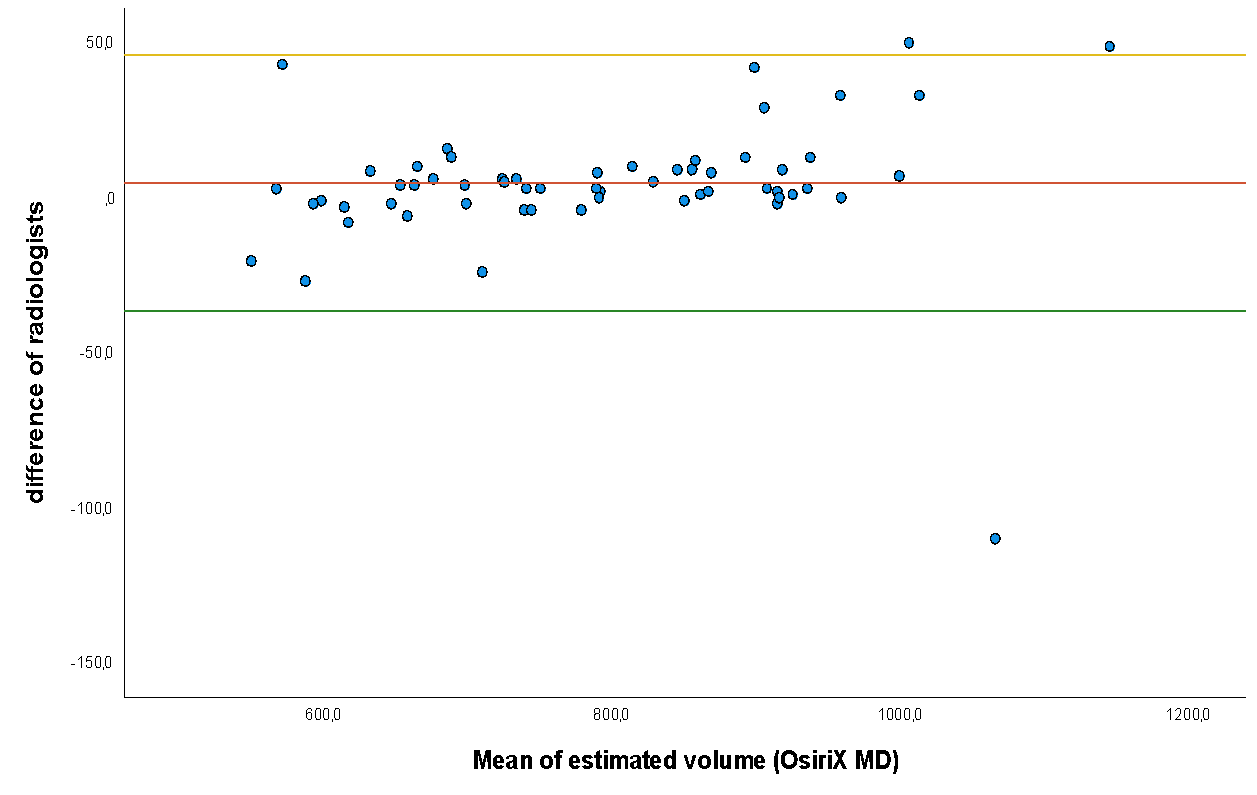 50,0
,0
-50,0
-100,0
-150,0
difference of radiologists
600,0 800,0 1000,0 1200,0
Mean of estimated volume (OsiriX MD)